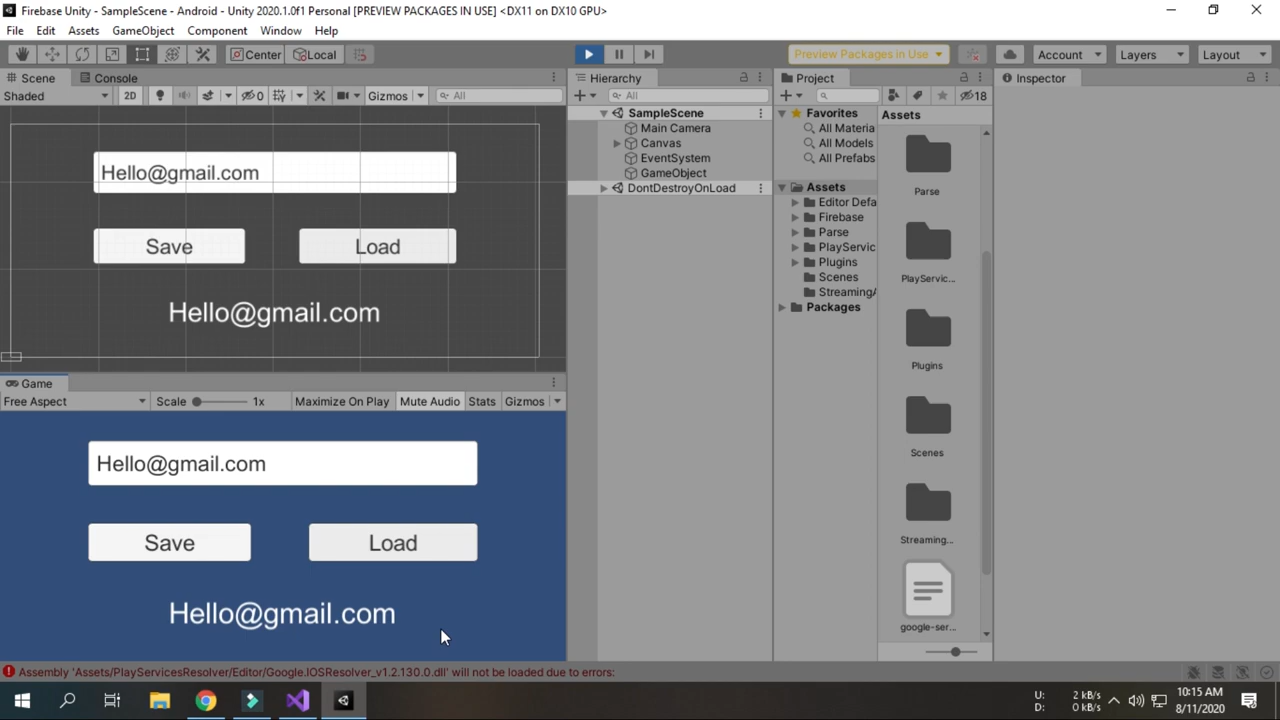 Firebase Unity - SampleScene - Android - Unity 2020.1.0f1 Personal [PREVIEW PACKAGES IN USE] <DX11 on DX10 GPU>
File Edit Assets GameObject Component Window Help
Center Local Preview Packages in Use Account Layers Layout
Scene Console
Shaded 2D 0 Gizmos All
Hello@gmail.com
Save Load
Hello@gmail.com
Game
Free Aspect Scale 1x Maximize On Play Mute Audio Stats Gizmos
Hello@gmail.com
Save Load
Hello@gmail.com
Hierarchy
All
SampleScene
Main Camera
Canvas
EventSystem
GameObject
DontDestroyOnLoad
Project
18
Favorites
All Materia
All Models
All Prefabs
Assets
Editor Defa
Firebase
Parse
PlayServic
Plugins
Scenes
StreamingA
Packages
Assets
Parse
PlayServic...
Plugins
Scenes
Streaming...
google-ser...
Inspector
Assembly 'Assets/PlayServicesResolver/Editor/Google.IOSResolver_v1.2.130.0.dll' will not be loaded due to errors:
U: 2 kB/s
D: 0 kB/s
10:15 AM
8/11/2020